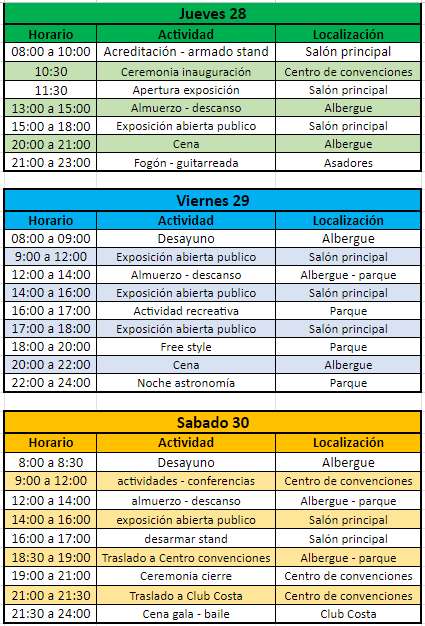 Jueves 28
Horario Actividad Localización
08:00 a 10:00 Acreditación - armado stand Salón principal
10:30 Ceremonia inauguración Centro de convenciones
11:30 Apertura exposición Salón principal
13:00 a 15:00 Almuerzo - descanso Albergue
15:00 a 18:00 Exposición abierta publico Salón principal
20:00 a 21:00 Cena Albergue
21:00 a 23:00 Fogón - guitarreada Asadores
Viernes 29
Horario Actividad Localización
08:00 a 09:00 Desayuno Albergue
9:00 a 12:00 Exposición abierta publico Salón principal
12:00 a 14:00 Almuerzo - descanso Albergue - parque
14:00 a 16:00 Exposición abierta publico Salón principal
16:00 a 17:00 Actividad recreativa Parque
17:00 a 18:00 Exposición abierta publico Salón principal
18:00 a 20:00 Free style Parque
20:00 a 22:00 Cena Albergue
22:00 a 24:00 Noche astronomía Parque
Sabado 30
Horario Actividad Localización
8:00 a 8:30 Desayuno Albergue
9:00 a 12:00 actividades - conferencias Centro de convenciones
12:00 a 14:00 almuerzo - descanso Albergue - parque
14:00 a 16:00 exposición abierta publico Salón principal
16:00 a 17:00 desarmar stand Salón principal
18:30 a 19:00 Traslado a Centro convenciones Albergue - parque
19:00 a 21:00 Ceremonia cierre Centro de convenciones
21:00 a 21:30 Traslado a Club Costa Centro de convenciones
21:30 a 24:00 Cena gala - baile Club Costa